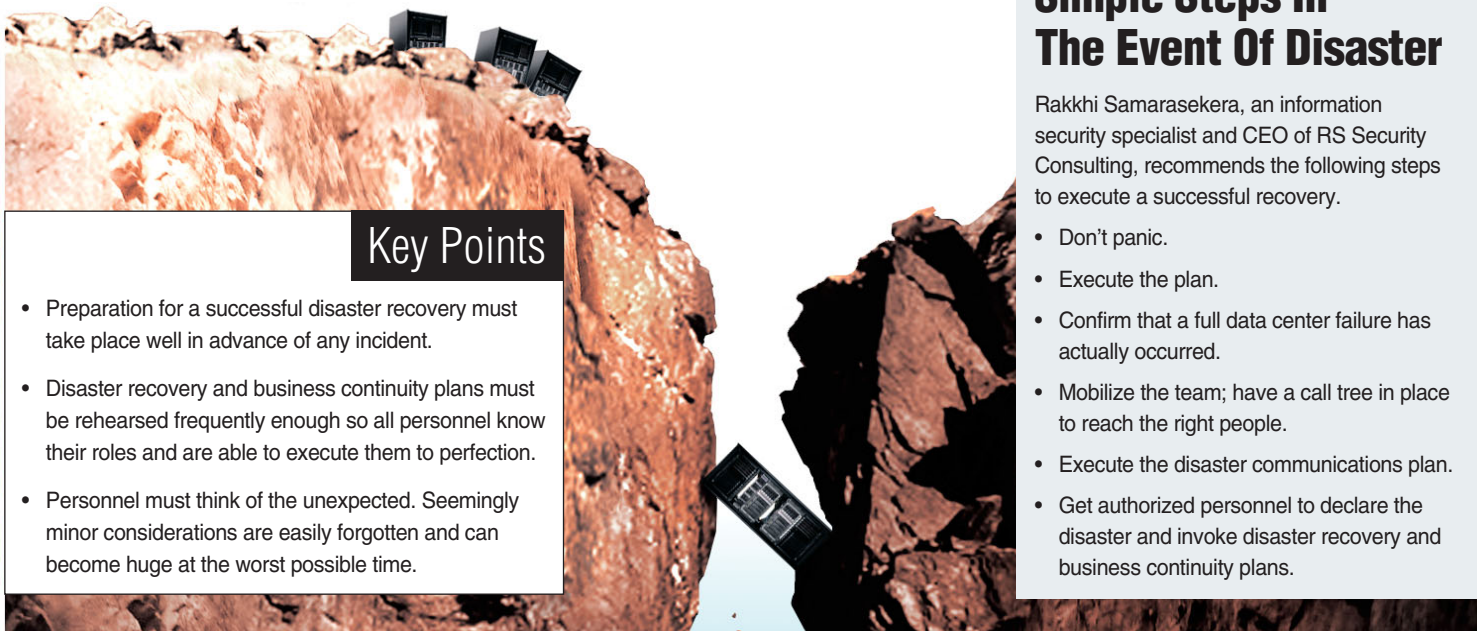 Key Points
• Preparation for a successful disaster recovery must
take place well in advance of any incident.
• Disaster recovery and business continuity plans must
be rehearsed frequently enough so all personnel know
their roles and are able to execute them to perfection.
• Personnel must think of the unexpected. Seemingly
minor considerations are easily forgotten and can
become huge at the worst possible time.
Simple Steps In
The Event Of Disaster
Rakkhi Samarasekera, an information
security specialist and CEO of RS Security
Consulting, recommends the following steps
to execute a successful recovery.
• Don’t panic.
• Execute the plan.
• Confirm that a full data center failure has
actually occurred.
• Mobilize the team; have a call tree in place
to reach the right people.
• Execute the disaster communications plan.
• Get authorized personnel to declare the
disaster and invoke disaster recovery and
business continuity plans.